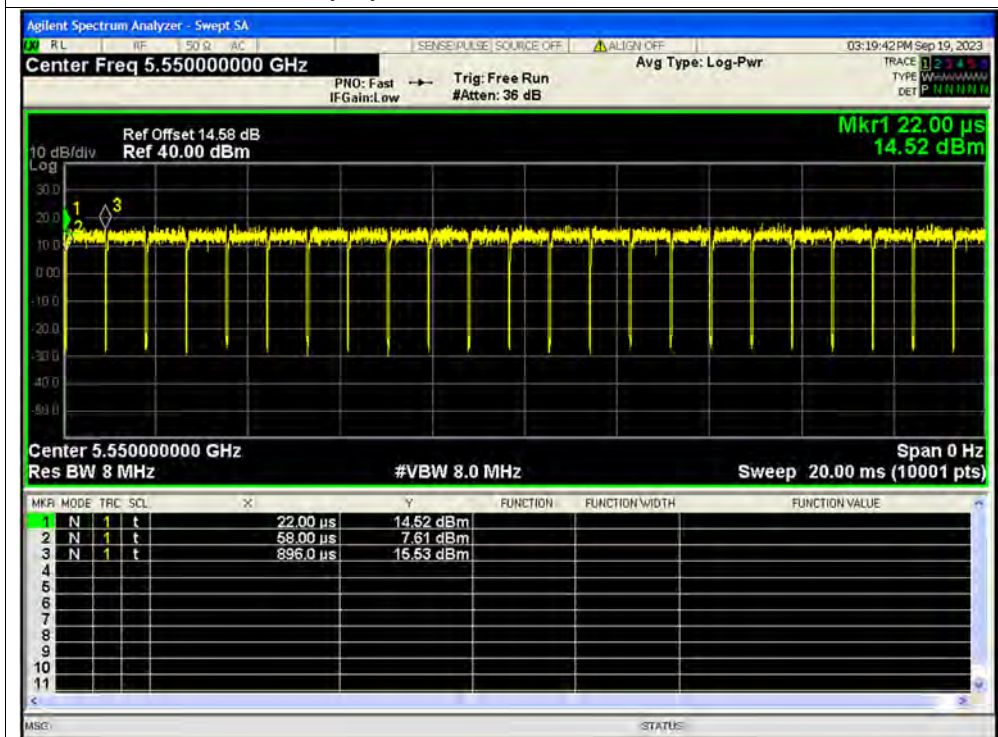 Agilent Spectrum Analyzer - Swept SA
RL RF 50 Ω AC SENSE:PULSE SOURCE OFF ALIGN OFF 03:19:42 PM Sep 19, 2023
Center Freq 5.550000000 GHz
Avg Type: Log-Pwr
TRACE 1 2 3 4 5 6
PNO: Fast Trig: Free Run
TYPE
IFGain:Low #Atten: 36 dB
DET P N N N N N
Mkr1 22.00 µs
14.52 dBm
Ref Offset 14.58 dB
10 dB/div Ref 40.00 dBm
Log
30.0
20.0
10.0
0.00
-10.0
-20.0
-30.0
-40.0
-50.0
1
2
3
Center 5.550000000 GHz Span 0 Hz
Res BW 8 MHz #VBW 8.0 MHz Sweep 20.00 ms (10001 pts)
MKR MODE TRC SCL X Y FUNCTION FUNCTION WIDTH FUNCTION VALUE
1 N 1 t 22.00 µs 14.52 dBm
2 N 1 t 58.00 µs 7.61 dBm
3 N 1 t 896.0 µs 15.53 dBm
4
5
6
7
8
9
10
11
MSG STATUS